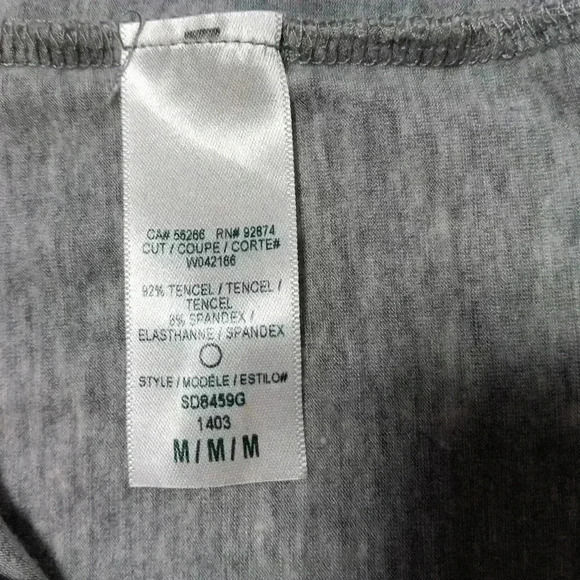 CA# 56266 RN# 92874
CUT / COUPE / CORTE#
W042166
92% TENCEL / TENCEL /
TENCEL
8% SPANDEX /
ELASTHANNE / SPANDEX
STYLE / MODÈLE / ESTILO#
SD8459G
1403
M / M / M